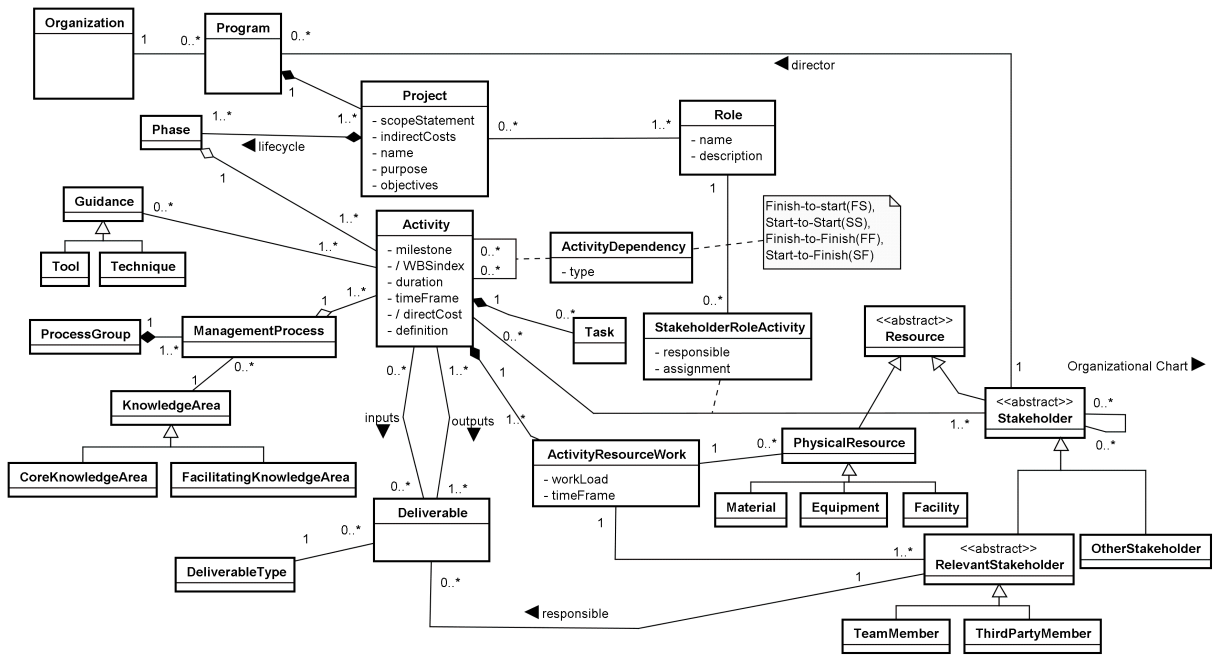 Organization
1
0..*
Program
0..*
◄ director
1
1..*
Project
- scopeStatement
- indirectCosts
- name
- purpose
- objectives
Phase
1..*
◄ lifecycle
0..*
1..*
Role
- name
- description
1
1
1..*
Guidance
0..*
1..*
Tool
Technique
Activity
- milestone
- / WBSindex
- duration
- timeFrame
- / directCost
- definition
0..*
0..*
ActivityDependency
- type
Finish-to-start(FS),
Start-to-Start(SS),
Finish-to-Finish(FF),
Start-to-Finish(SF)
1
1..*
ProcessGroup
1
1..*
ManagementProcess
0..*
1
KnowledgeArea
CoreKnowledgeArea
FacilitatingKnowledgeArea
1
0..*
Task
0..*
0..*
StakeholderRoleActivity
- responsible
- assignment
<<abstract>>
Resource
1
Organizational Chart ►
<<abstract>>
Stakeholder
0..*
0..*
1..*
0..*
1..*
inputs
▼
outputs
▼
0..*
1..*
1
1..*
ActivityResourceWork
- workLoad
- timeFrame
1
0..*
PhysicalResource
Material
Equipment
Facility
Deliverable
0..*
1
DeliverableType
0..*
1
1..*
<<abstract>>
RelevantStakeholder
OtherStakeholder
1
◄ responsible
TeamMember
ThirdPartyMember